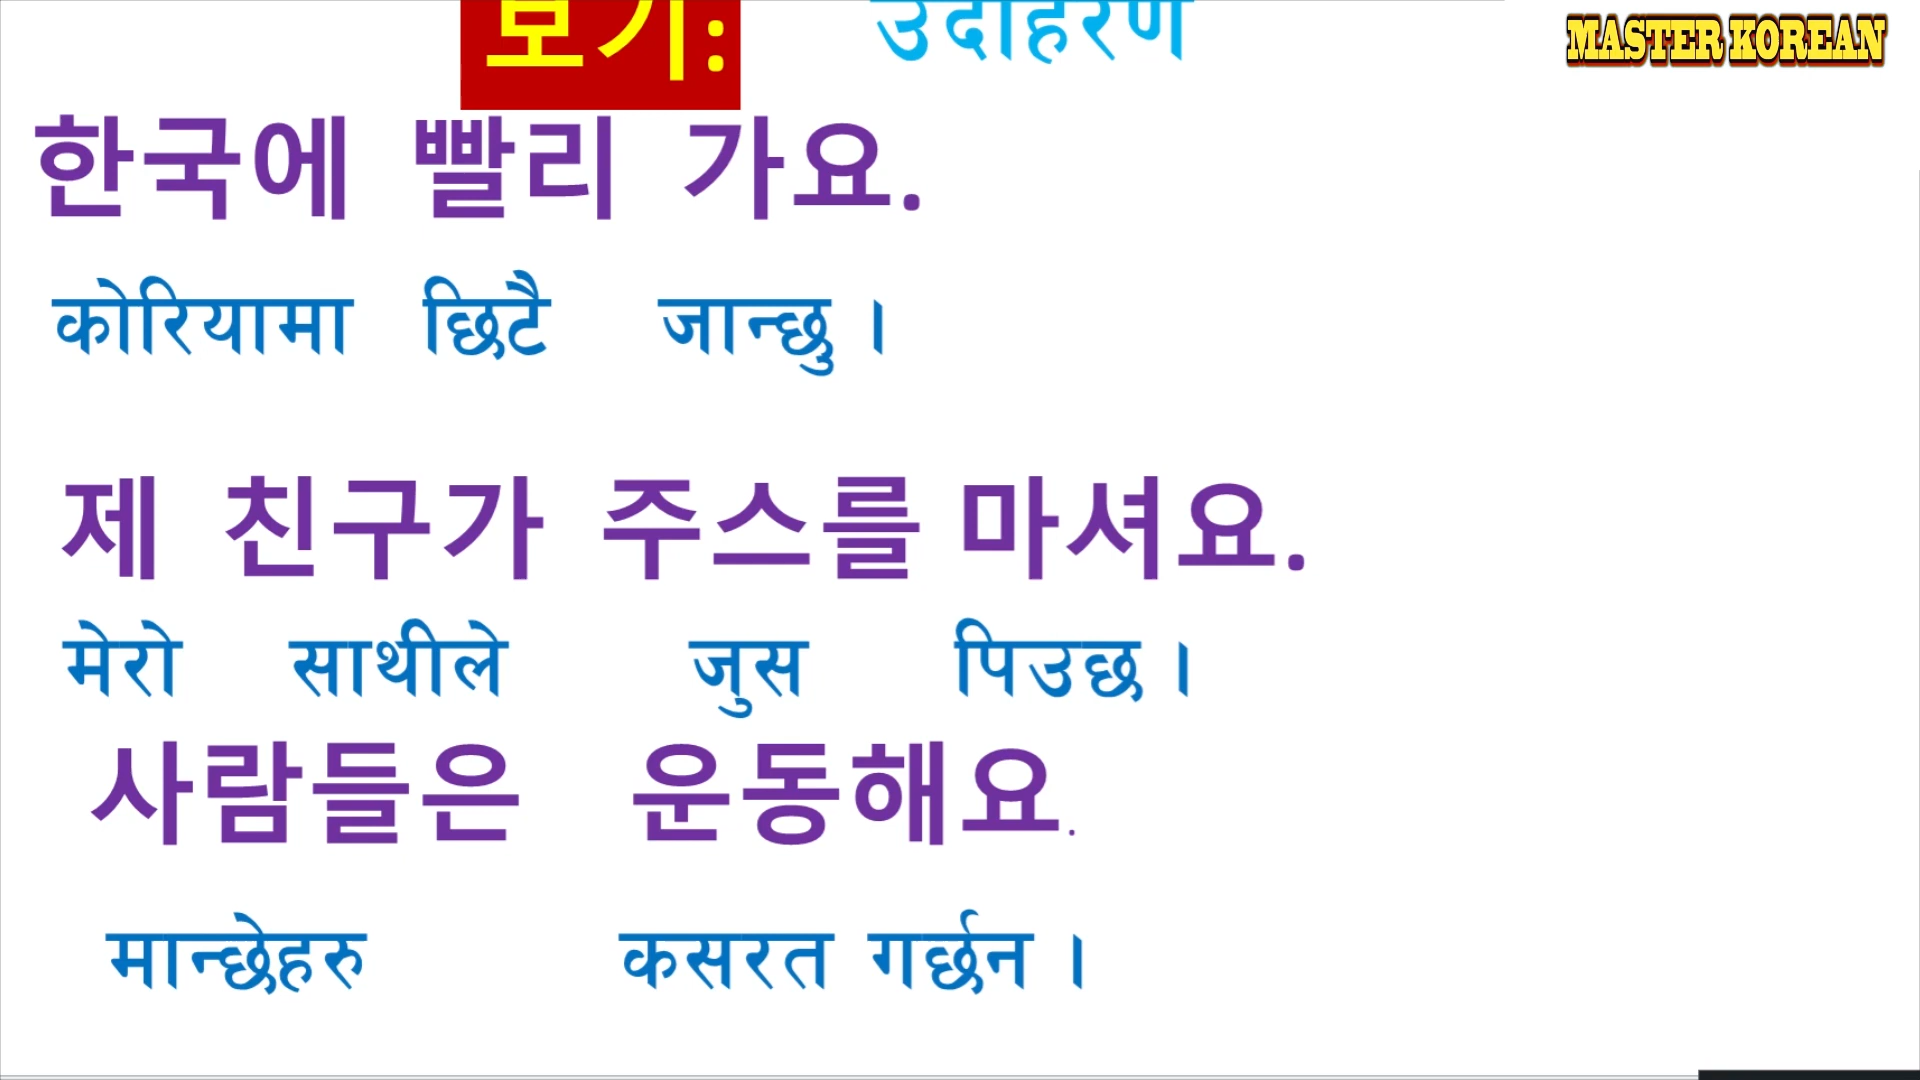 보기: उदाहरण MASTER KOREAN
한국에 빨리 가요.
कोरियामा छिटै जान्छु ।
제 친구가 주스를 마셔요.
मेरो साथीले जुस पिउछ ।
사람들은 운동해요.
मान्छेहरु कसरत गर्छन ।